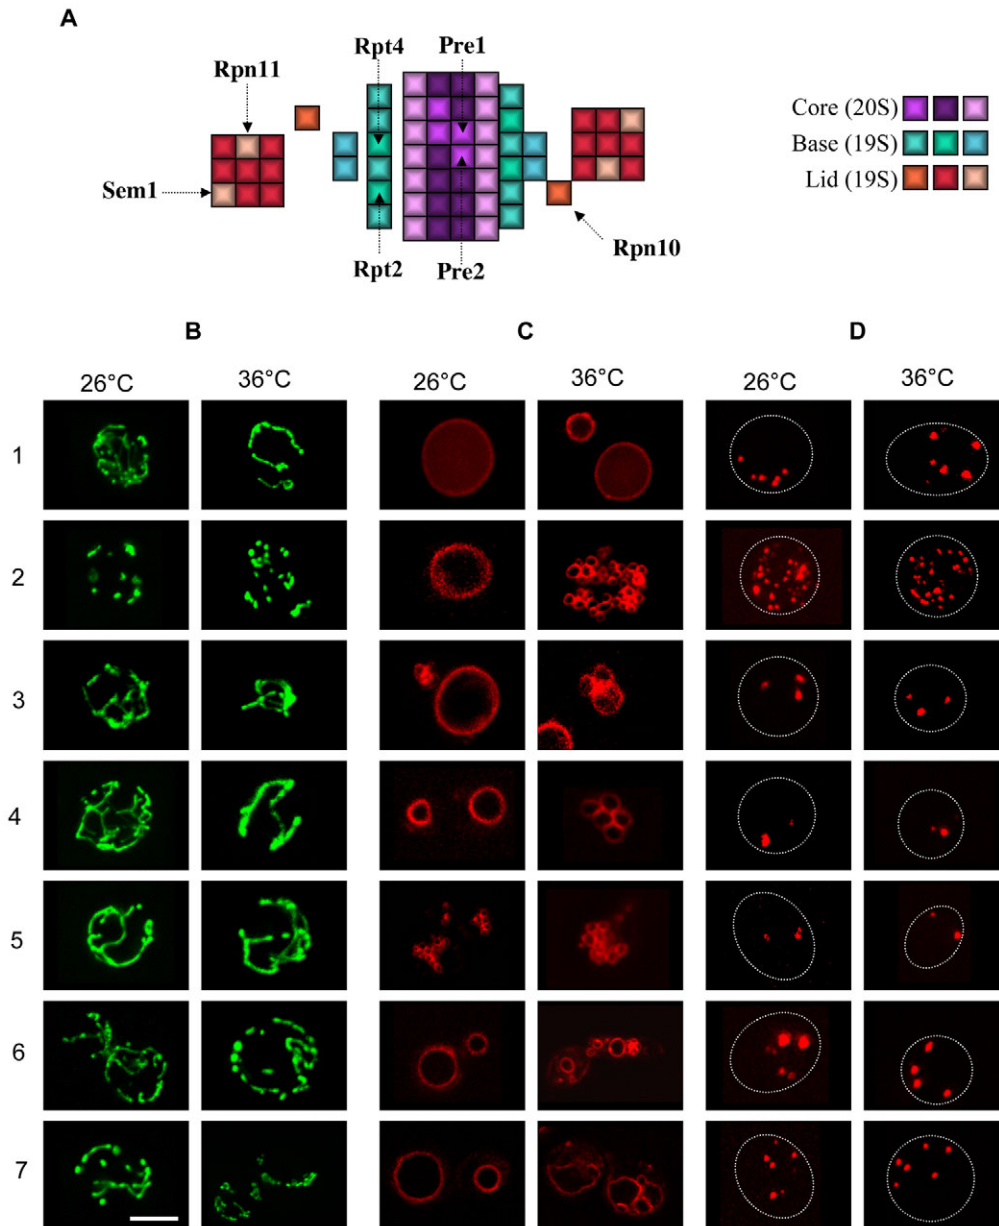 A
Rpt4 Pre1
Rpn11
Core (20S)
Base (19S)
Sem1 Lid (19S)
Rpn10
Rpt2 Pre2
B C D
26°C 36°C 26°C 36°C 26°C 36°C
1
2
3
4
5
6
7